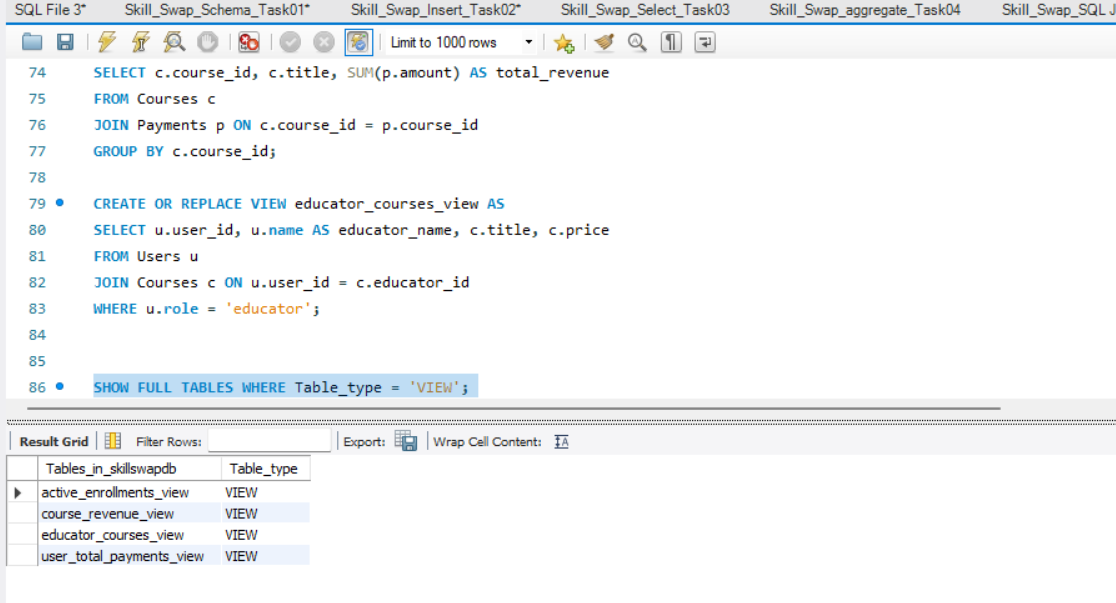 SQL File 3* Skill_Swap_Schema_Task01* Skill_Swap_Insert_Task02* Skill_Swap_Select_Task03 Skill_Swap_aggregate_Task04 Skill_Swap_SQL J
Limit to 1000 rows
74 SELECT c.course_id, c.title, SUM(p.amount) AS total_revenue
75 FROM Courses c
76 JOIN Payments p ON c.course_id = p.course_id
77 GROUP BY c.course_id;
78
79 CREATE OR REPLACE VIEW educator_courses_view AS
80 SELECT u.user_id, u.name AS educator_name, c.title, c.price
81 FROM Users u
82 JOIN Courses c ON u.user_id = c.educator_id
83 WHERE u.role = 'educator';
84
85
86 SHOW FULL TABLES WHERE Table_type = 'VIEW';
Result Grid Filter Rows: Export: Wrap Cell Content:
Tables_in_skillswapdb Table_type
active_enrollments_view VIEW
course_revenue_view VIEW
educator_courses_view VIEW
user_total_payments_view VIEW